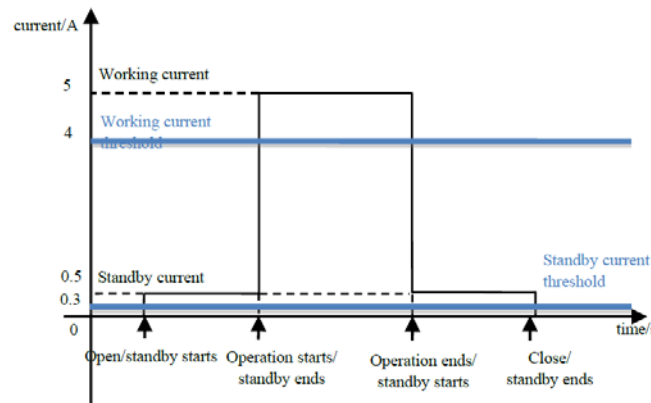 current/A
Working current
5
Working current
threshold
4
0.5
Standby current
Standby current
threshold
0.3
0
time/s
Open/standby starts
Operation starts/
standby ends
Operation ends/
standby starts
Close/
standby ends